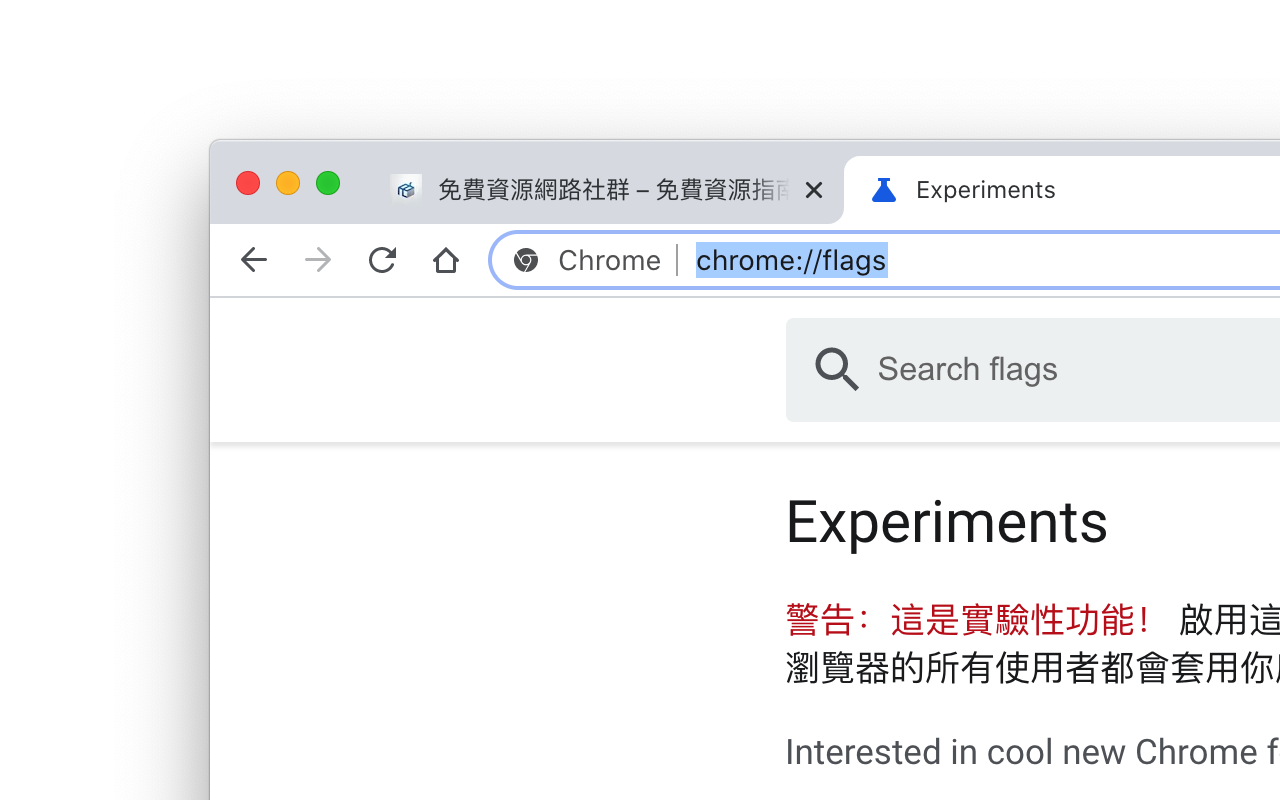 免費資源網路社群 – 免費資源指
Experiments
Chrome
chrome://flags
Search flags
Experiments
警告：這是實驗性功能！ 啟用這
瀏覽器的所有使用者都會套用你
Interested in cool new Chrome f